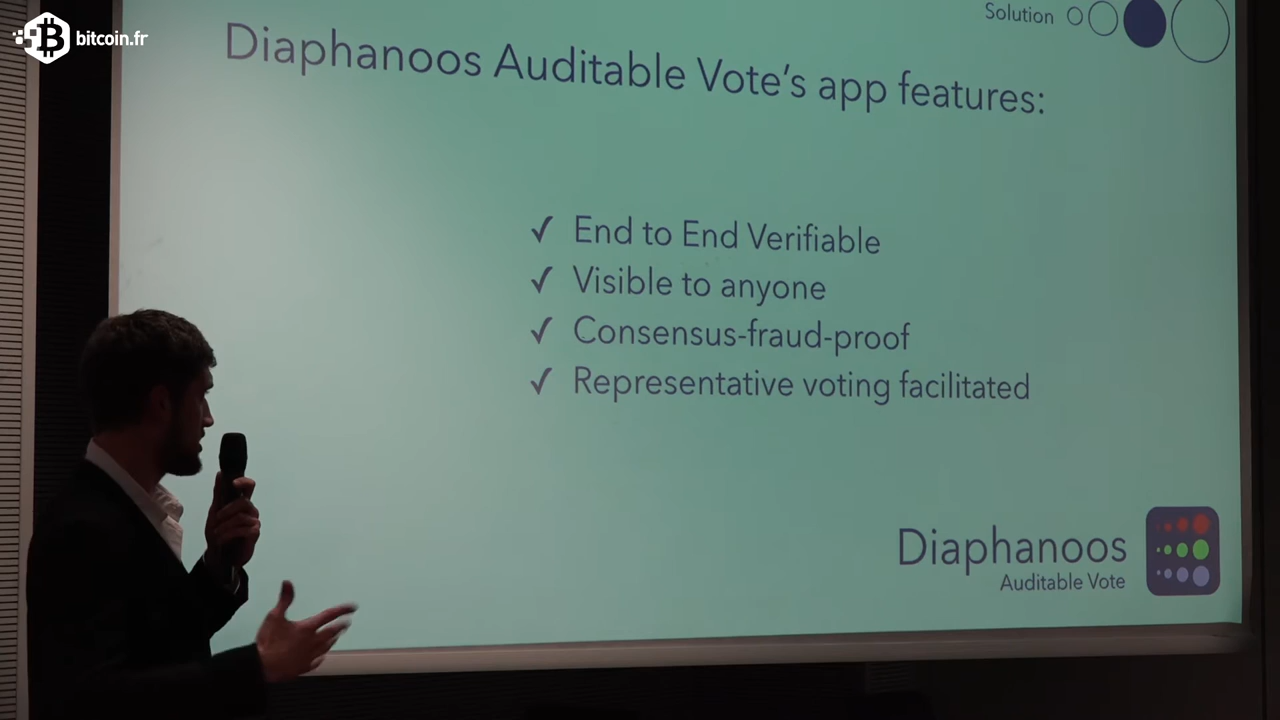 bitcoin.fr
Solution
Diaphanoos Auditable Vote's app features:
✓ End to End Verifiable
✓ Visible to anyone
✓ Consensus-fraud-proof
✓ Representative voting facilitated
Diaphanoos
Auditable Vote